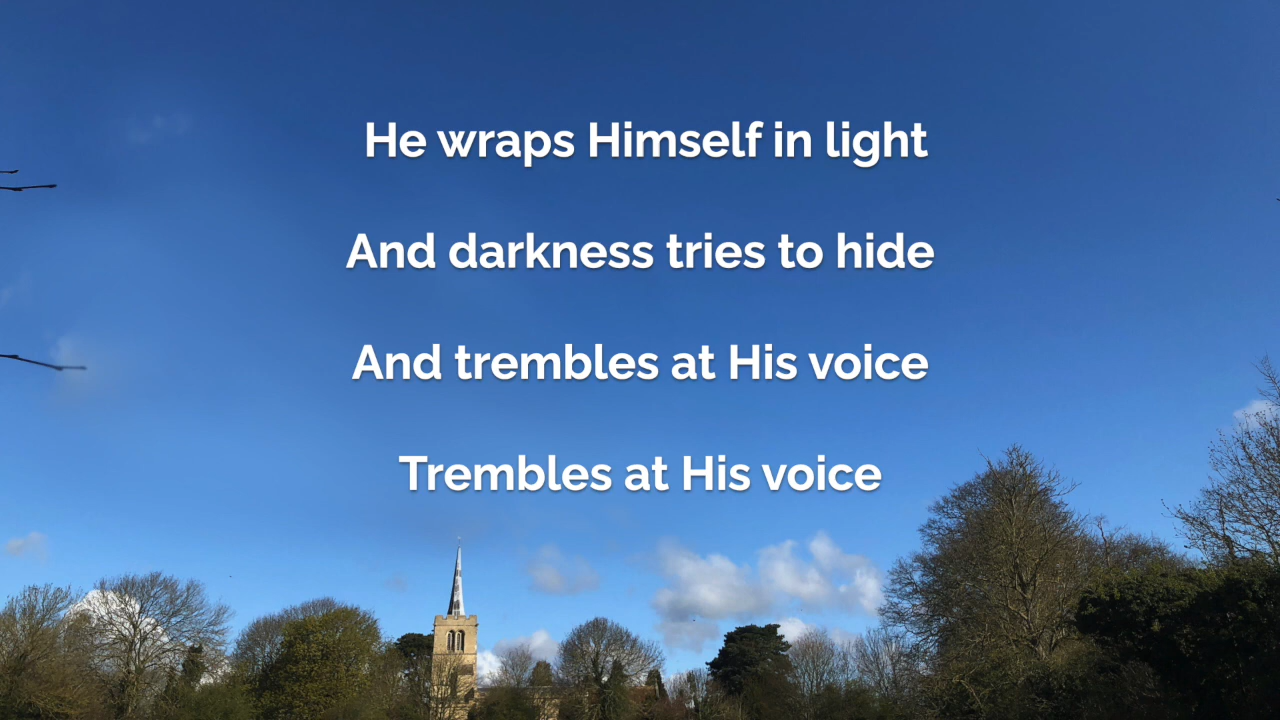 He wraps Himself in light
And darkness tries to hide
And trembles at His voice
Trembles at His voice